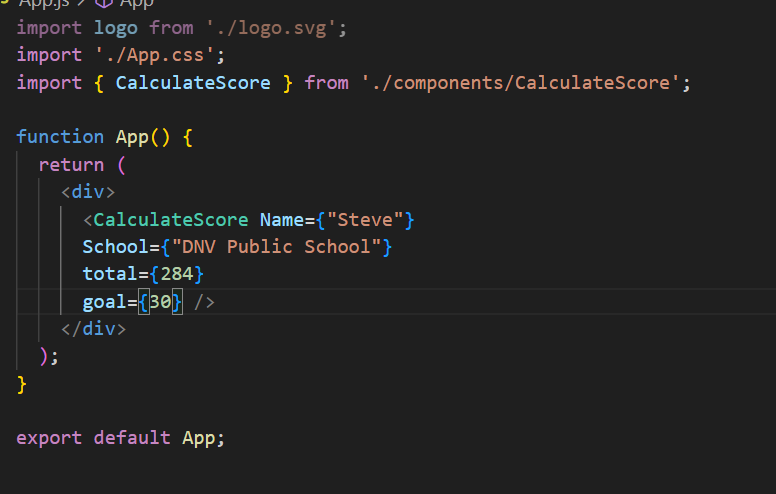 App.js > App
import logo from './logo.svg';
import './App.css';
import { CalculateScore } from './components/CalculateScore';
function App() {
return (
<div>
<CalculateScore Name={"Steve"}
School={"DNV Public School"}
total={284}
goal={30} />
</div>
);
}
export default App;